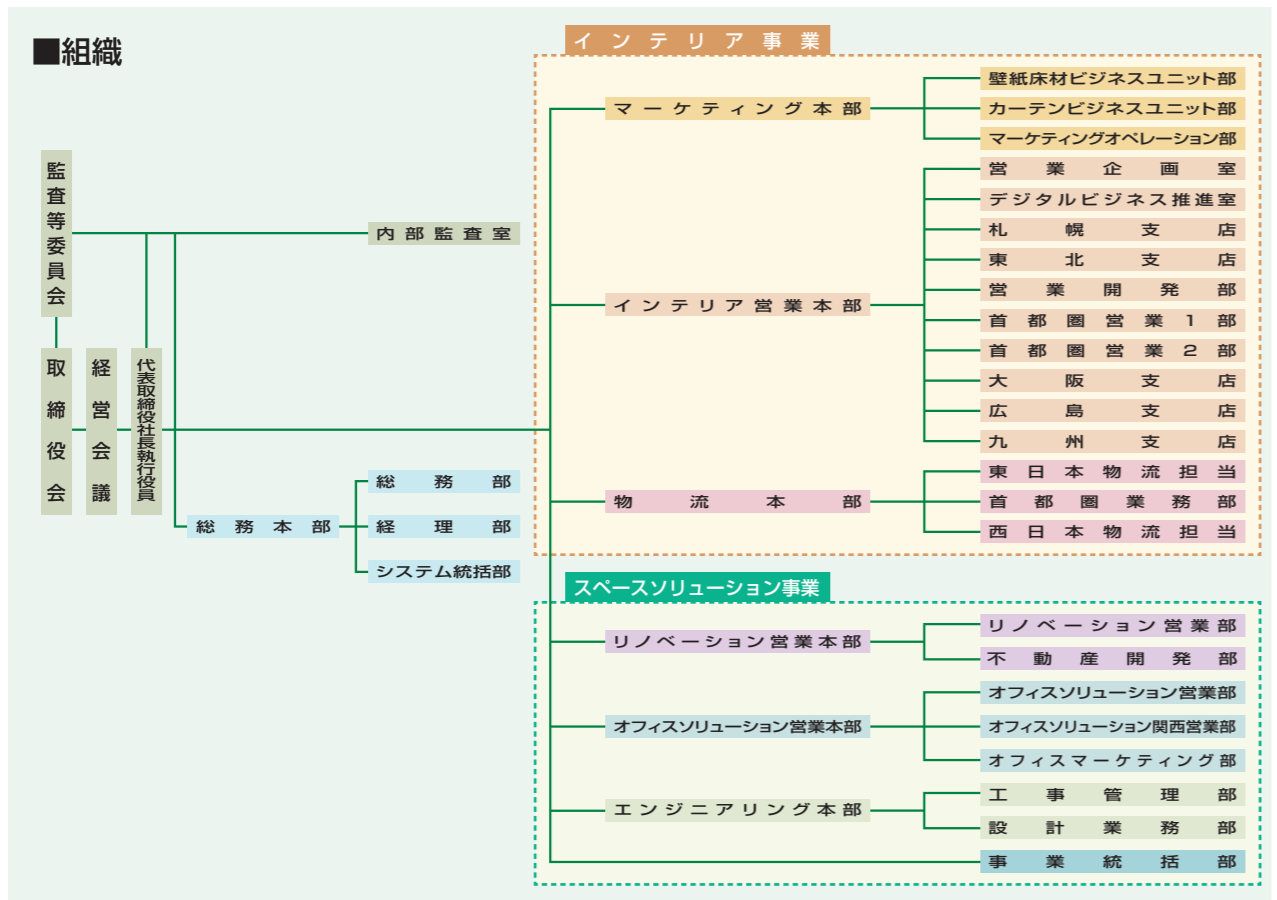 ■組織
監査等委員会
取締役会
経営会議
代表取締役社長執行役員
内部監査室
総務本部
総務部
経理部
システム統括部
インテリア事業
マーケティング本部
壁紙床材ビジネスユニット部
カーテンビジネスユニット部
マーケティングオペレーション部
インテリア営業本部
営業企画室
デジタルビジネス推進室
札幌支店
東北支店
営業開発部
首都圏営業1部
首都圏営業2部
大阪支店
広島支店
九州支店
物流本部
東日本物流担当
首都圏業務部
西日本物流担当
スペースソリューション事業
リノベーション営業本部
リノベーション営業部
不動産開発部
オフィスソリューション営業本部
オフィスソリューション営業部
オフィスソリューション関西営業部
オフィスマーケティング部
エンジニアリング本部
工事管理部
設計業務部
事業統括部